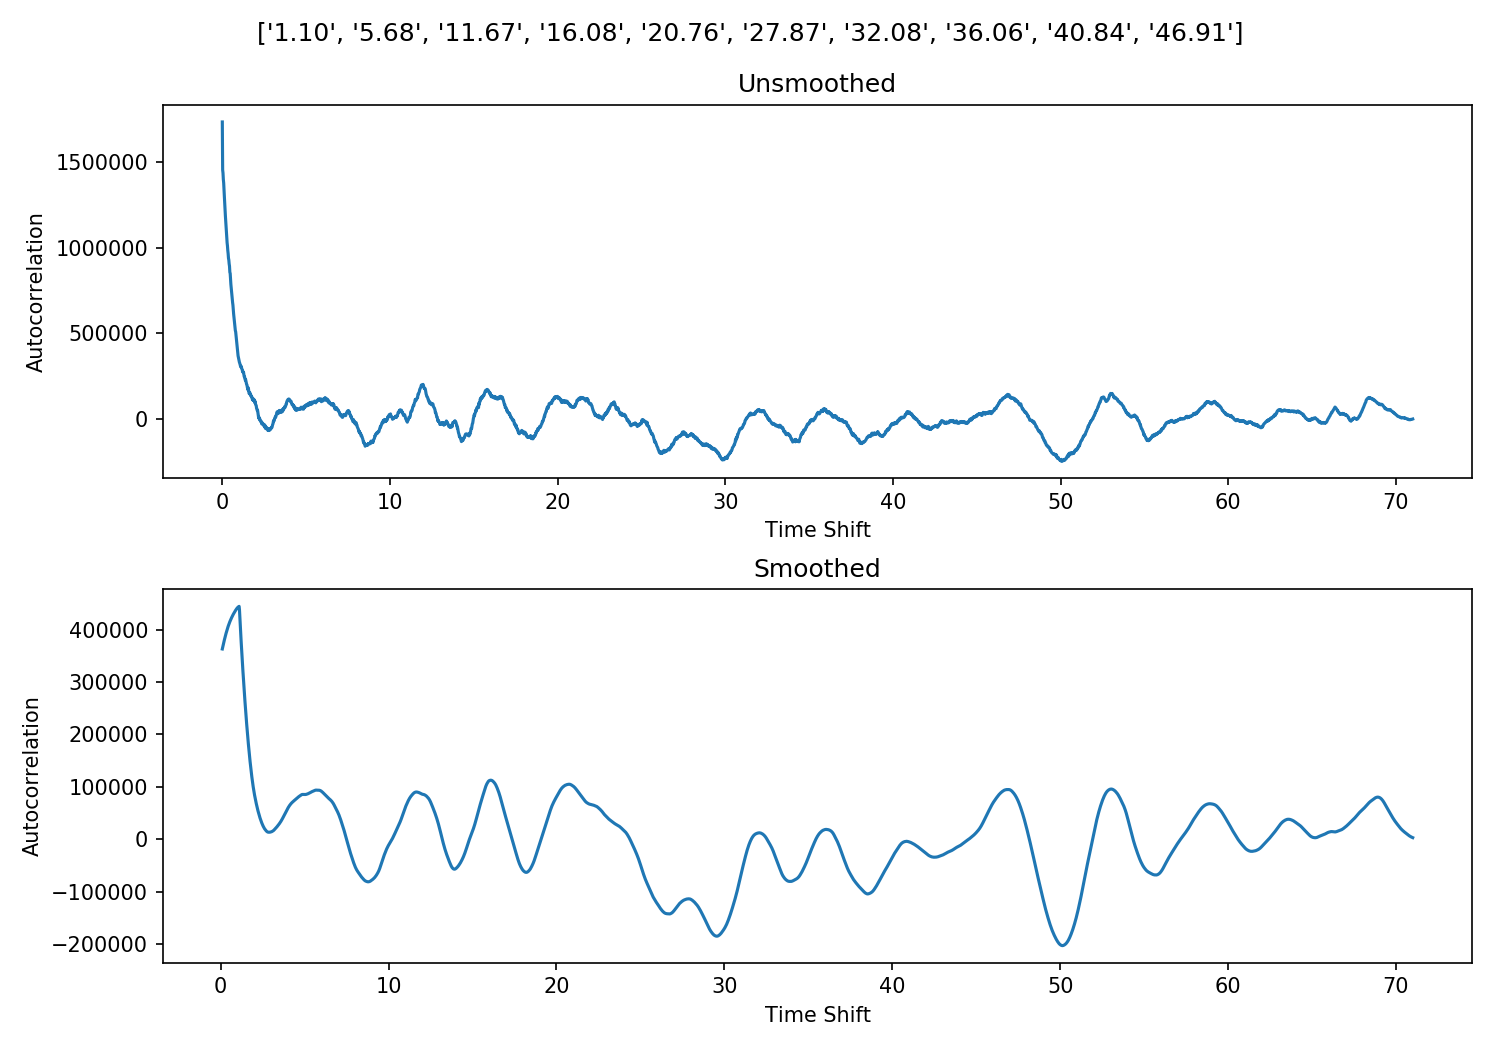 ['1.10', '5.68', '11.67', '16.08', '20.76', '27.87', '32.08', '36.06', '40.84', '46.91']
Unsmoothed
Autocorrelation
1500000
1000000
500000
0
0 10 20 30 40 50 60 70
Time Shift
Smoothed
Autocorrelation
400000
300000
200000
100000
0
−100000
−200000
0 10 20 30 40 50 60 70
Time Shift